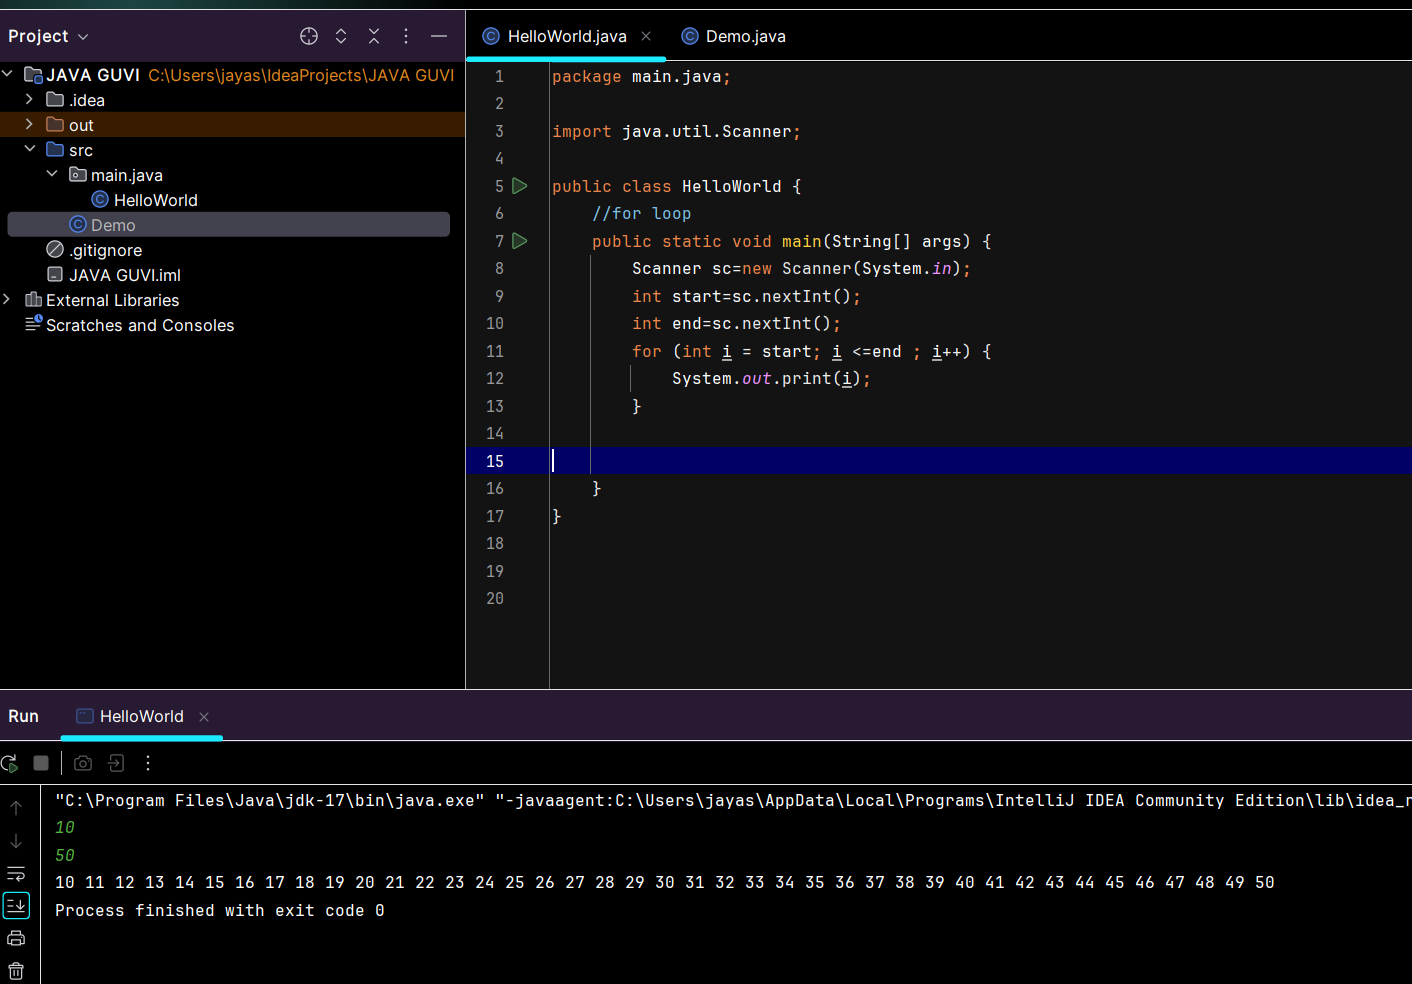 Project
JAVA GUVI C:\Users\jayas\IdeaProjects\JAVA GUVI
.idea
out
src
main.java
HelloWorld
Demo
.gitignore
JAVA GUVI.iml
External Libraries
Scratches and Consoles
HelloWorld.java Demo.java
1 package main.java;
2
3 import java.util.Scanner;
4
5 public class HelloWorld {
6 //for loop
7 public static void main(String[] args) {
8 Scanner sc=new Scanner(System.in);
9 int start=sc.nextInt();
10 int end=sc.nextInt();
11 for (int i = start; i <=end ; i++) {
12 System.out.print(i);
13 }
14
15
16 }
17 }
18
19
20
Run HelloWorld
"C:\Program Files\Java\jdk-17\bin\java.exe" "-javaagent:C:\Users\jayas\AppData\Local\Programs\IntelliJ IDEA Community Edition\lib\idea_r
10
50
10 11 12 13 14 15 16 17 18 19 20 21 22 23 24 25 26 27 28 29 30 31 32 33 34 35 36 37 38 39 40 41 42 43 44 45 46 47 48 49 50
Process finished with exit code 0